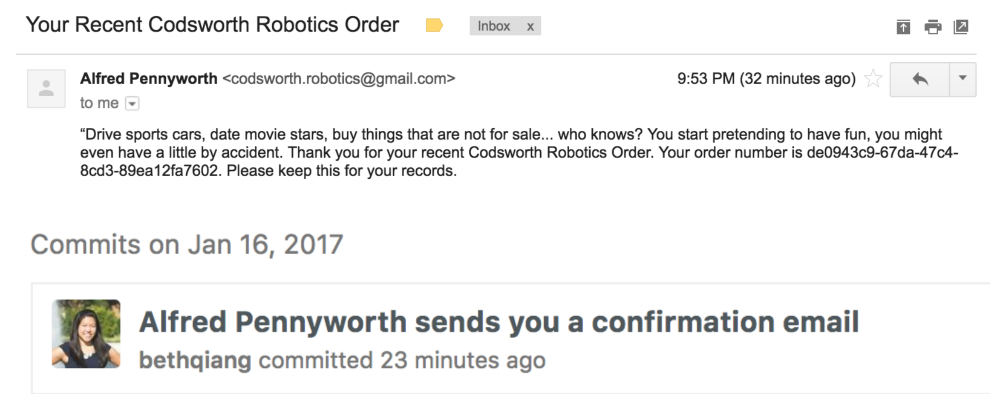 Your Recent Codsworth Robotics Order
Inbox x
Alfred Pennyworth <codsworth.robotics@gmail.com>
9:53 PM (32 minutes ago)
to me
“Drive sports cars, date movie stars, buy things that are not for sale... who knows? You start pretending to have fun, you might
even have a little by accident. Thank you for your recent Codsworth Robotics Order. Your order number is de0943c9-67da-47c4-
8cd3-89ea12fa7602. Please keep this for your records.
Commits on Jan 16, 2017
Alfred Pennyworth sends you a confirmation email
bethqiang committed 23 minutes ago